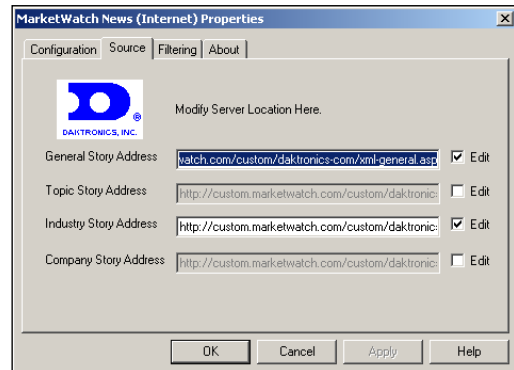 MarketWatch News (Internet) Properties
Configuration Source Filtering About
DAKTRONICS, INC.
Modify Server Location Here.
General Story Address watch.com/custom/daktronics-com/xml-general.asp Edit
Topic Story Address http://custom.marketwatch.com/custom/daktronic: Edit
Industry Story Address http://custom.marketwatch.com/custom/daktronic: Edit
Company Story Address http://custom.marketwatch.com/custom/daktronic: Edit
OK Cancel Apply Help